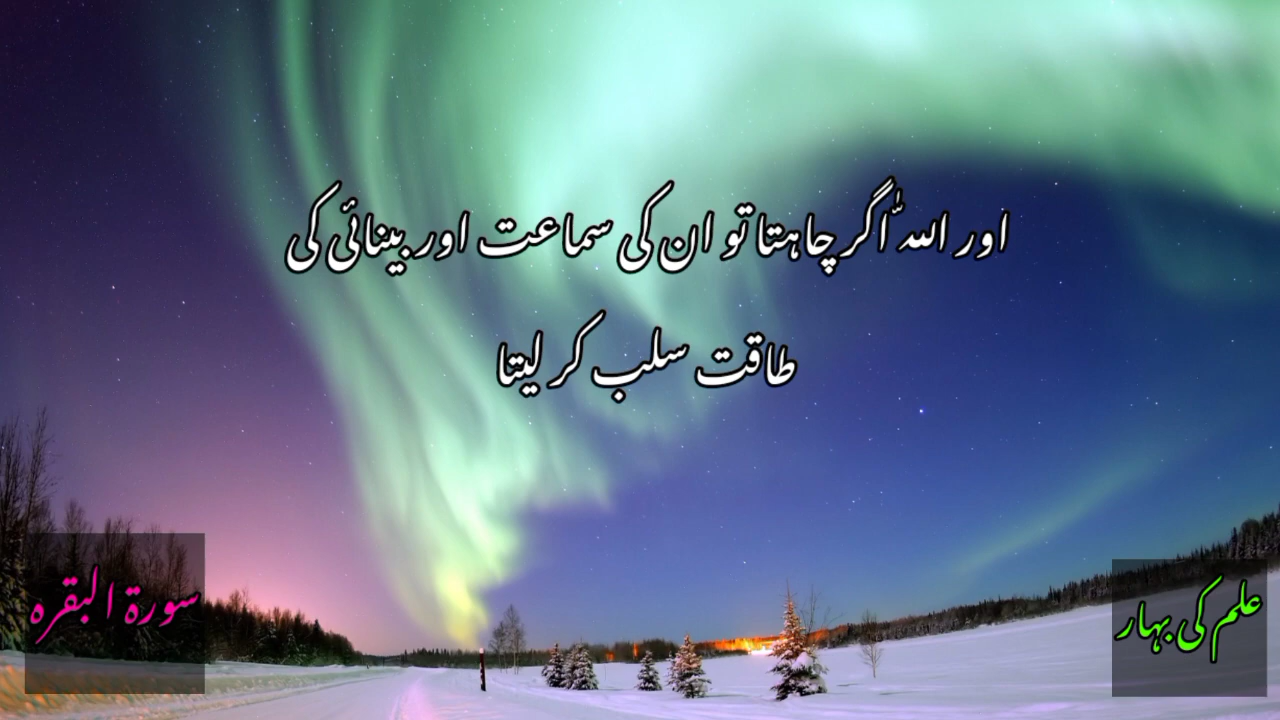 اور اللہ اگر چاہتا تو ان کی سماعت اور بینائی کی
طاقت سلب کر لیتا
سورۃ البقرہ
علم کی بہار